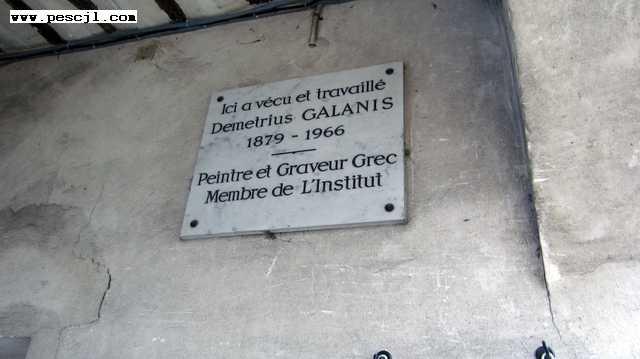 www.pescjl.com
Ici a vécu et travaillé
Demetrius GALANIS
1879 - 1966
Peintre et Graveur Grec
Membre de L'Institut